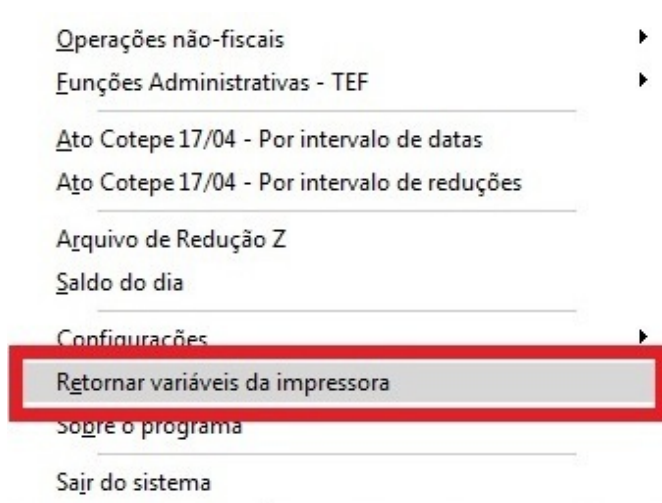 Operações não-fiscais
Funções Administrativas - TEF
Ato Cotepe 17/04 - Por intervalo de datas
Ato Cotepe 17/04 - Por intervalo de reduções
Arquivo de Redução Z
Saldo do dia
Configurações
Retornar variáveis da impressora
Sobre o programa
Sair do sistema